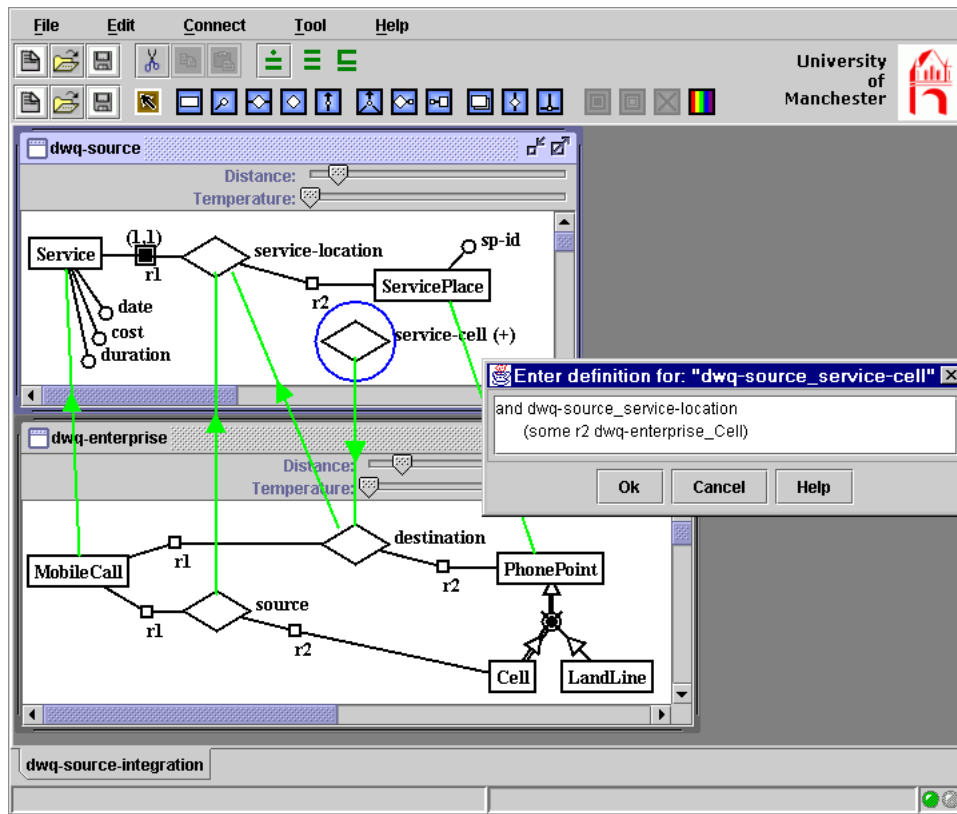 File Edit Connect Tool Help
University
of
Manchester
dwq-source
Distance:
Temperature:
(1,1)
Service
r1
service-location
sp-id
r2
ServicePlace
date
cost
duration
service-cell (+)
Enter definition for: "dwq-source_service-cell"
and dwq-source_service-location
(some r2 dwq-enterprise_Cell)
Ok Cancel Help
dwq-enterprise
Distance:
Temperature:
destination
r1
MobileCall
r2
PhonePoint
source
r1
r2
Cell
LandLine
dwq-source-integration